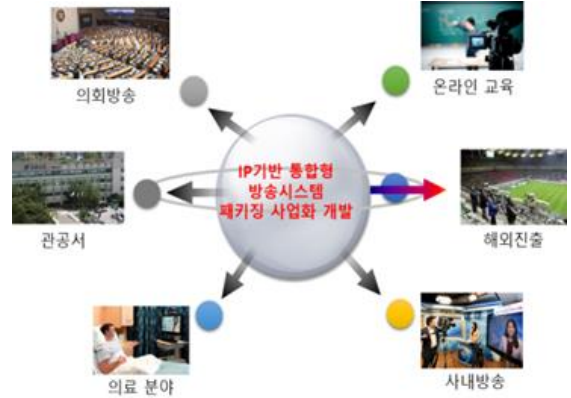 의회방송
온라인 교육
IP기반 통합형
방송시스템
패키징 사업화 개발
관공서
해외진출
의료 분야
사내방송